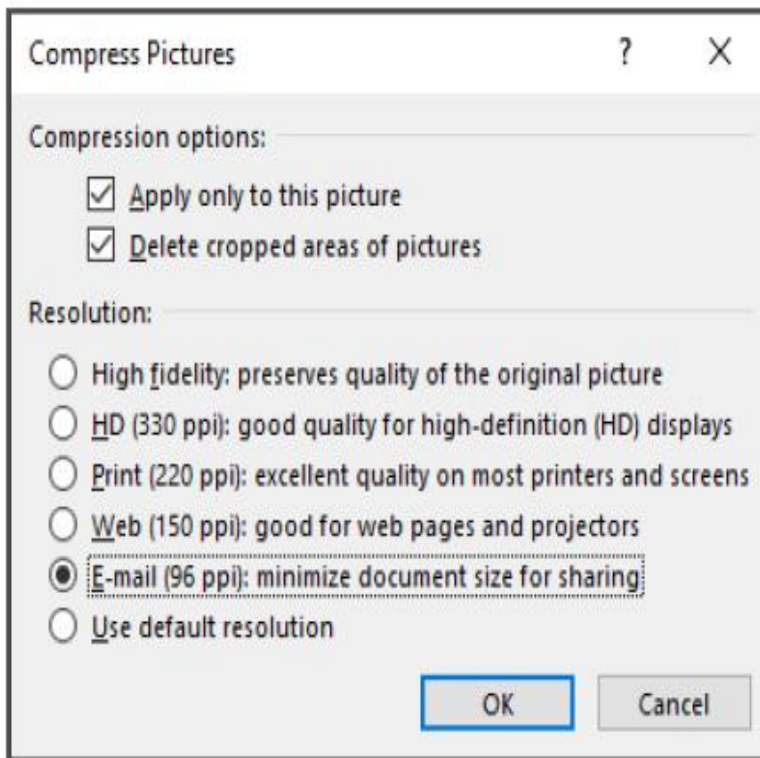 Compress Pictures ? X
Compression options:
Apply only to this picture
Delete cropped areas of pictures
Resolution:
High fidelity: preserves quality of the original picture
HD (330 ppi): good quality for high-definition (HD) displays
Print (220 ppi): excellent quality on most printers and screens
Web (150 ppi): good for web pages and projectors
E-mail (96 ppi): minimize document size for sharing
Use default resolution
OK Cancel